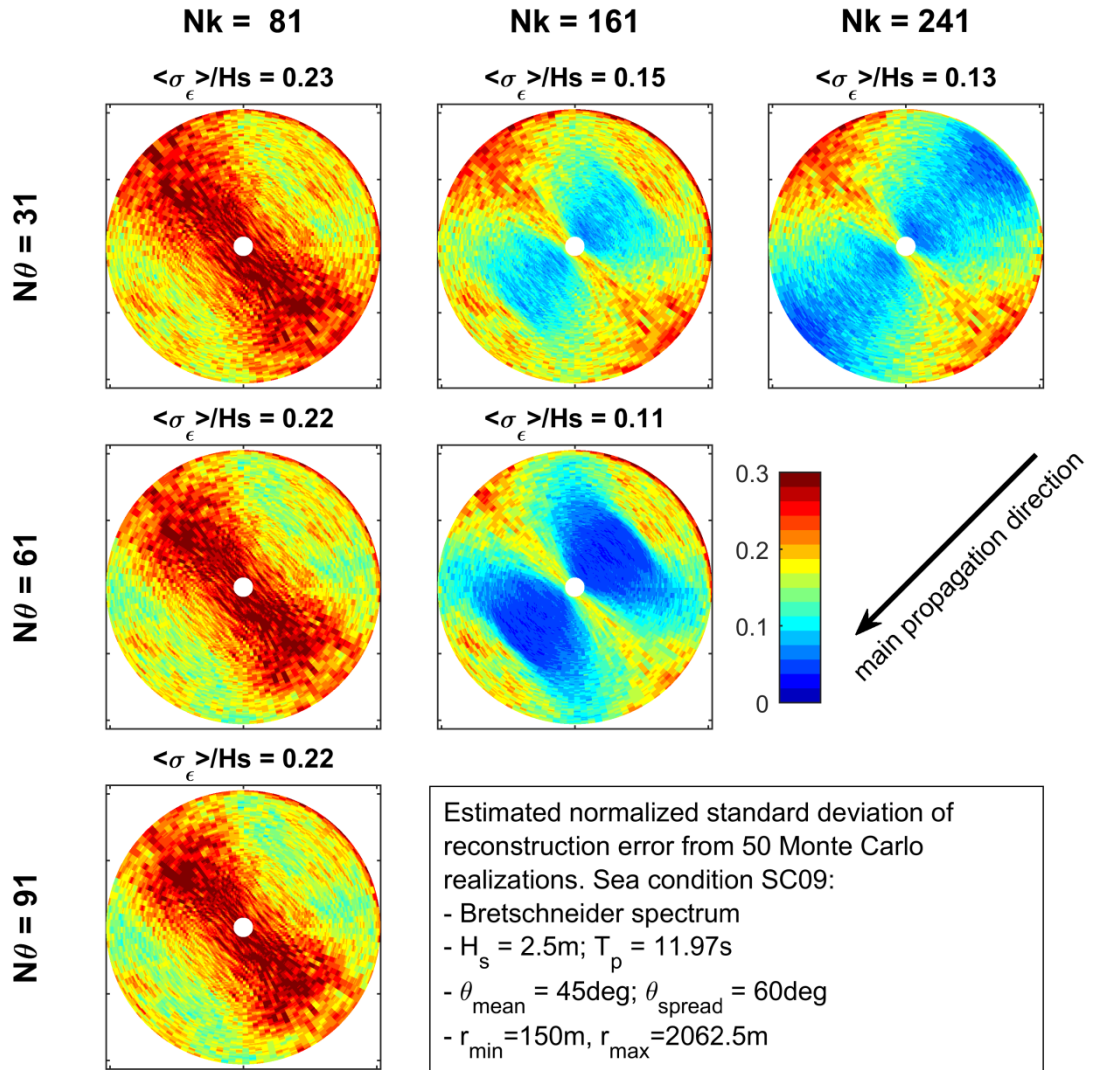 Nk =  81
Nk = 161
Nk = 241
<σ_ϵ>/Hs = 0.23
<σ_ϵ>/Hs = 0.15
<σ_ϵ>/Hs = 0.13
Nθ = 31
<σ_ϵ>/Hs = 0.22
<σ_ϵ>/Hs = 0.11
Nθ = 61
0.3
0.2
0.1
0
main propagation direction
<σ_ϵ>/Hs = 0.22
Nθ = 91
Estimated normalized standard deviation of
reconstruction error from 50 Monte Carlo
realizations. Sea condition SC09:
- Bretschneider spectrum
- H_s = 2.5m; T_p = 11.97s
- θ_mean = 45deg; θ_spread = 60deg
- r_min=150m, r_max=2062.5m